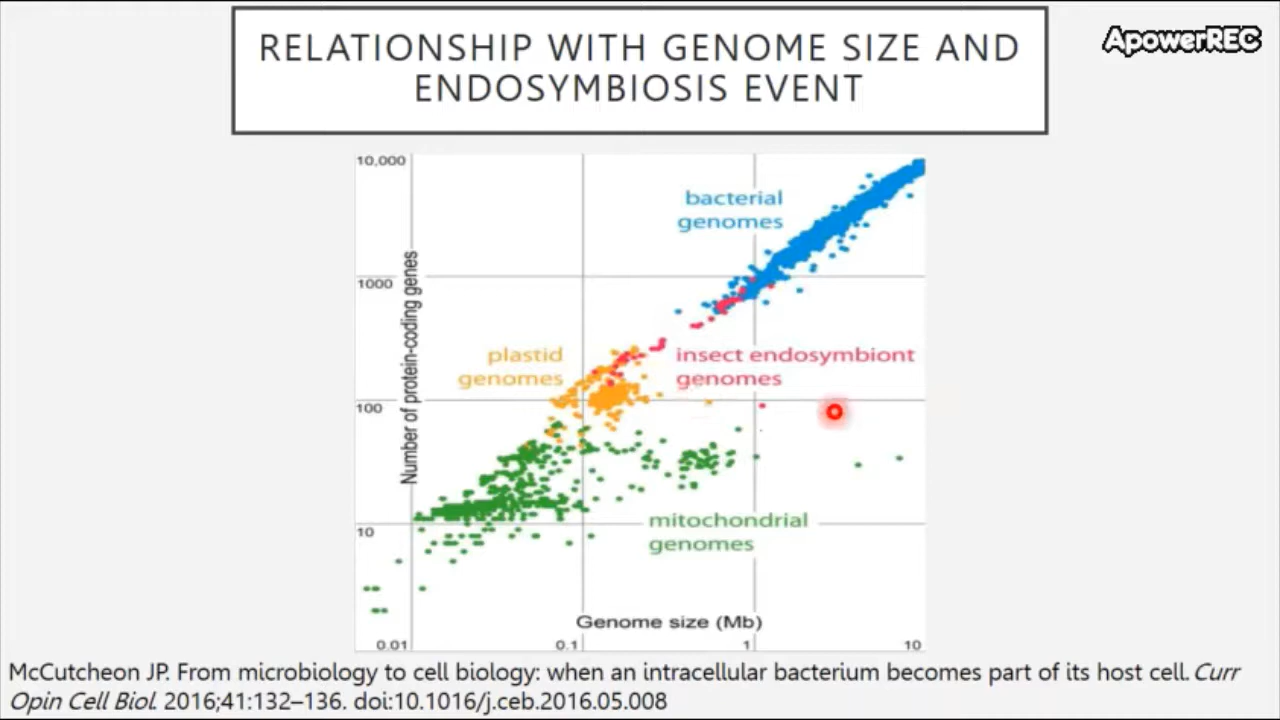 RELATIONSHIP WITH GENOME SIZE AND
ENDOSYMBIOSIS EVENT
ApowerREC
10,000
1000
100
10
Number of protein-coding genes
bacterial
genomes
plastid
genomes
insect endosymbiont
genomes
mitochondrial
genomes
Genome size (Mb)
0.01
0.1
1
10
McCutcheon JP. From microbiology to cell biology: when an intracellular bacterium becomes part of its host cell. Curr
Opin Cell Biol. 2016;41:132–136. doi:10.1016/j.ceb.2016.05.008